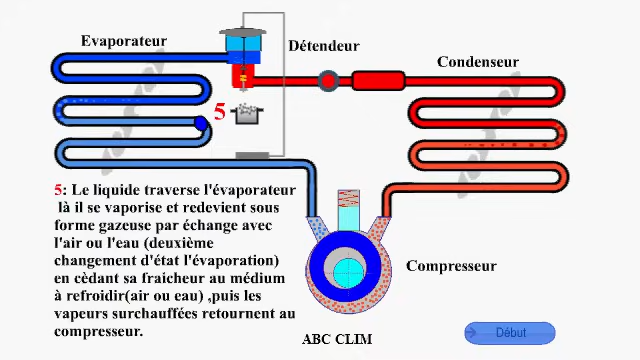 Evaporateur
Détendeur
Condenseur
5
5: Le liquide traverse l'évaporateur
là il se vaporise et redevient sous
forme gazeuse par échange avec
l'air ou l'eau (deuxième
changement d'état l'évaporation)
en cèdant sa fraicheur au médium
à refroidir(air ou eau) ,puis les
vapeurs surchauffées retournent au
compresseur.
Compresseur
ABC CLIM
Début